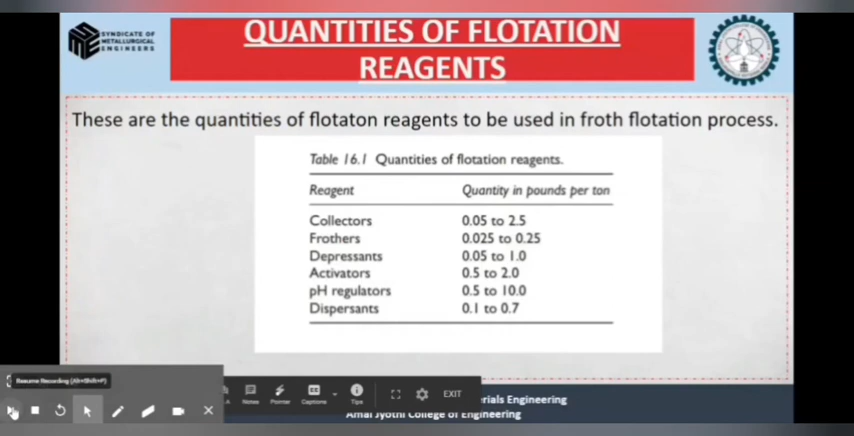 SYNDICATE OF
METALLURGICAL
ENGINEERS
QUANTITIES OF FLOTATION
REAGENTS
These are the quantities of flotaton reagents to be used in froth flotation process.
Table 16.1 Quantities of flotation reagents.
Reagent Quantity in pounds per ton
Collectors 0.05 to 2.5
Frothers 0.025 to 0.25
Depressants 0.05 to 1.0
Activators 0.5 to 2.0
pH regulators 0.5 to 10.0
Dispersants 0.1 to 0.7
Resume Recording (Alt+Shift+P)
Notes Pointer Captions Tips EXIT
erials Engineering
Amal Jyothi College of Engineering